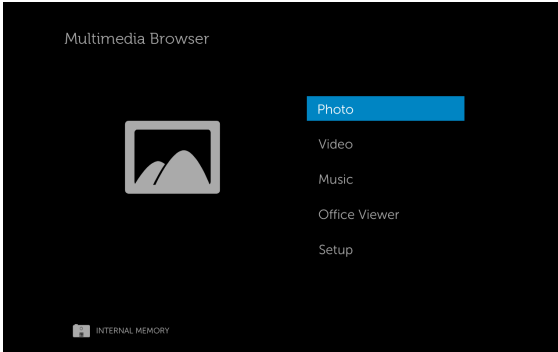 Multimedia Browser
Photo
Video
Music
Office Viewer
Setup
INTERNAL MEMORY